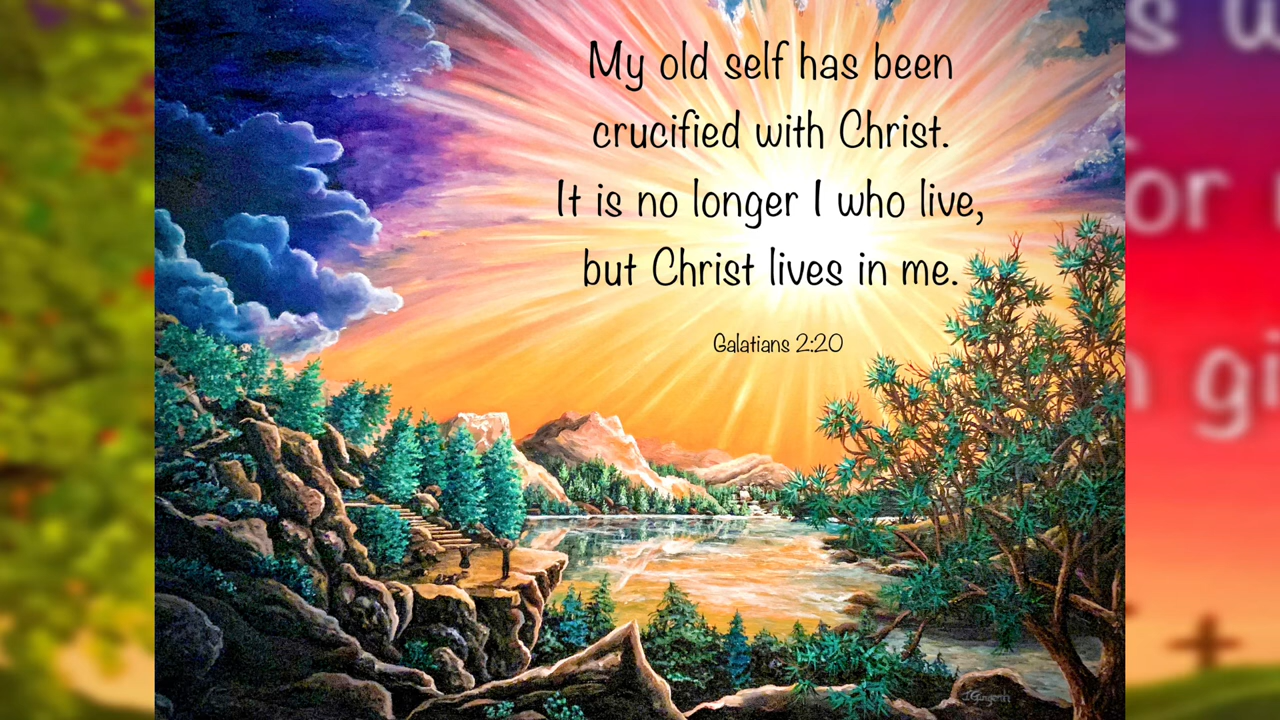 My old self has been
crucified with Christ.
It is no longer I who live,
but Christ lives in me.
Galatians 2:20